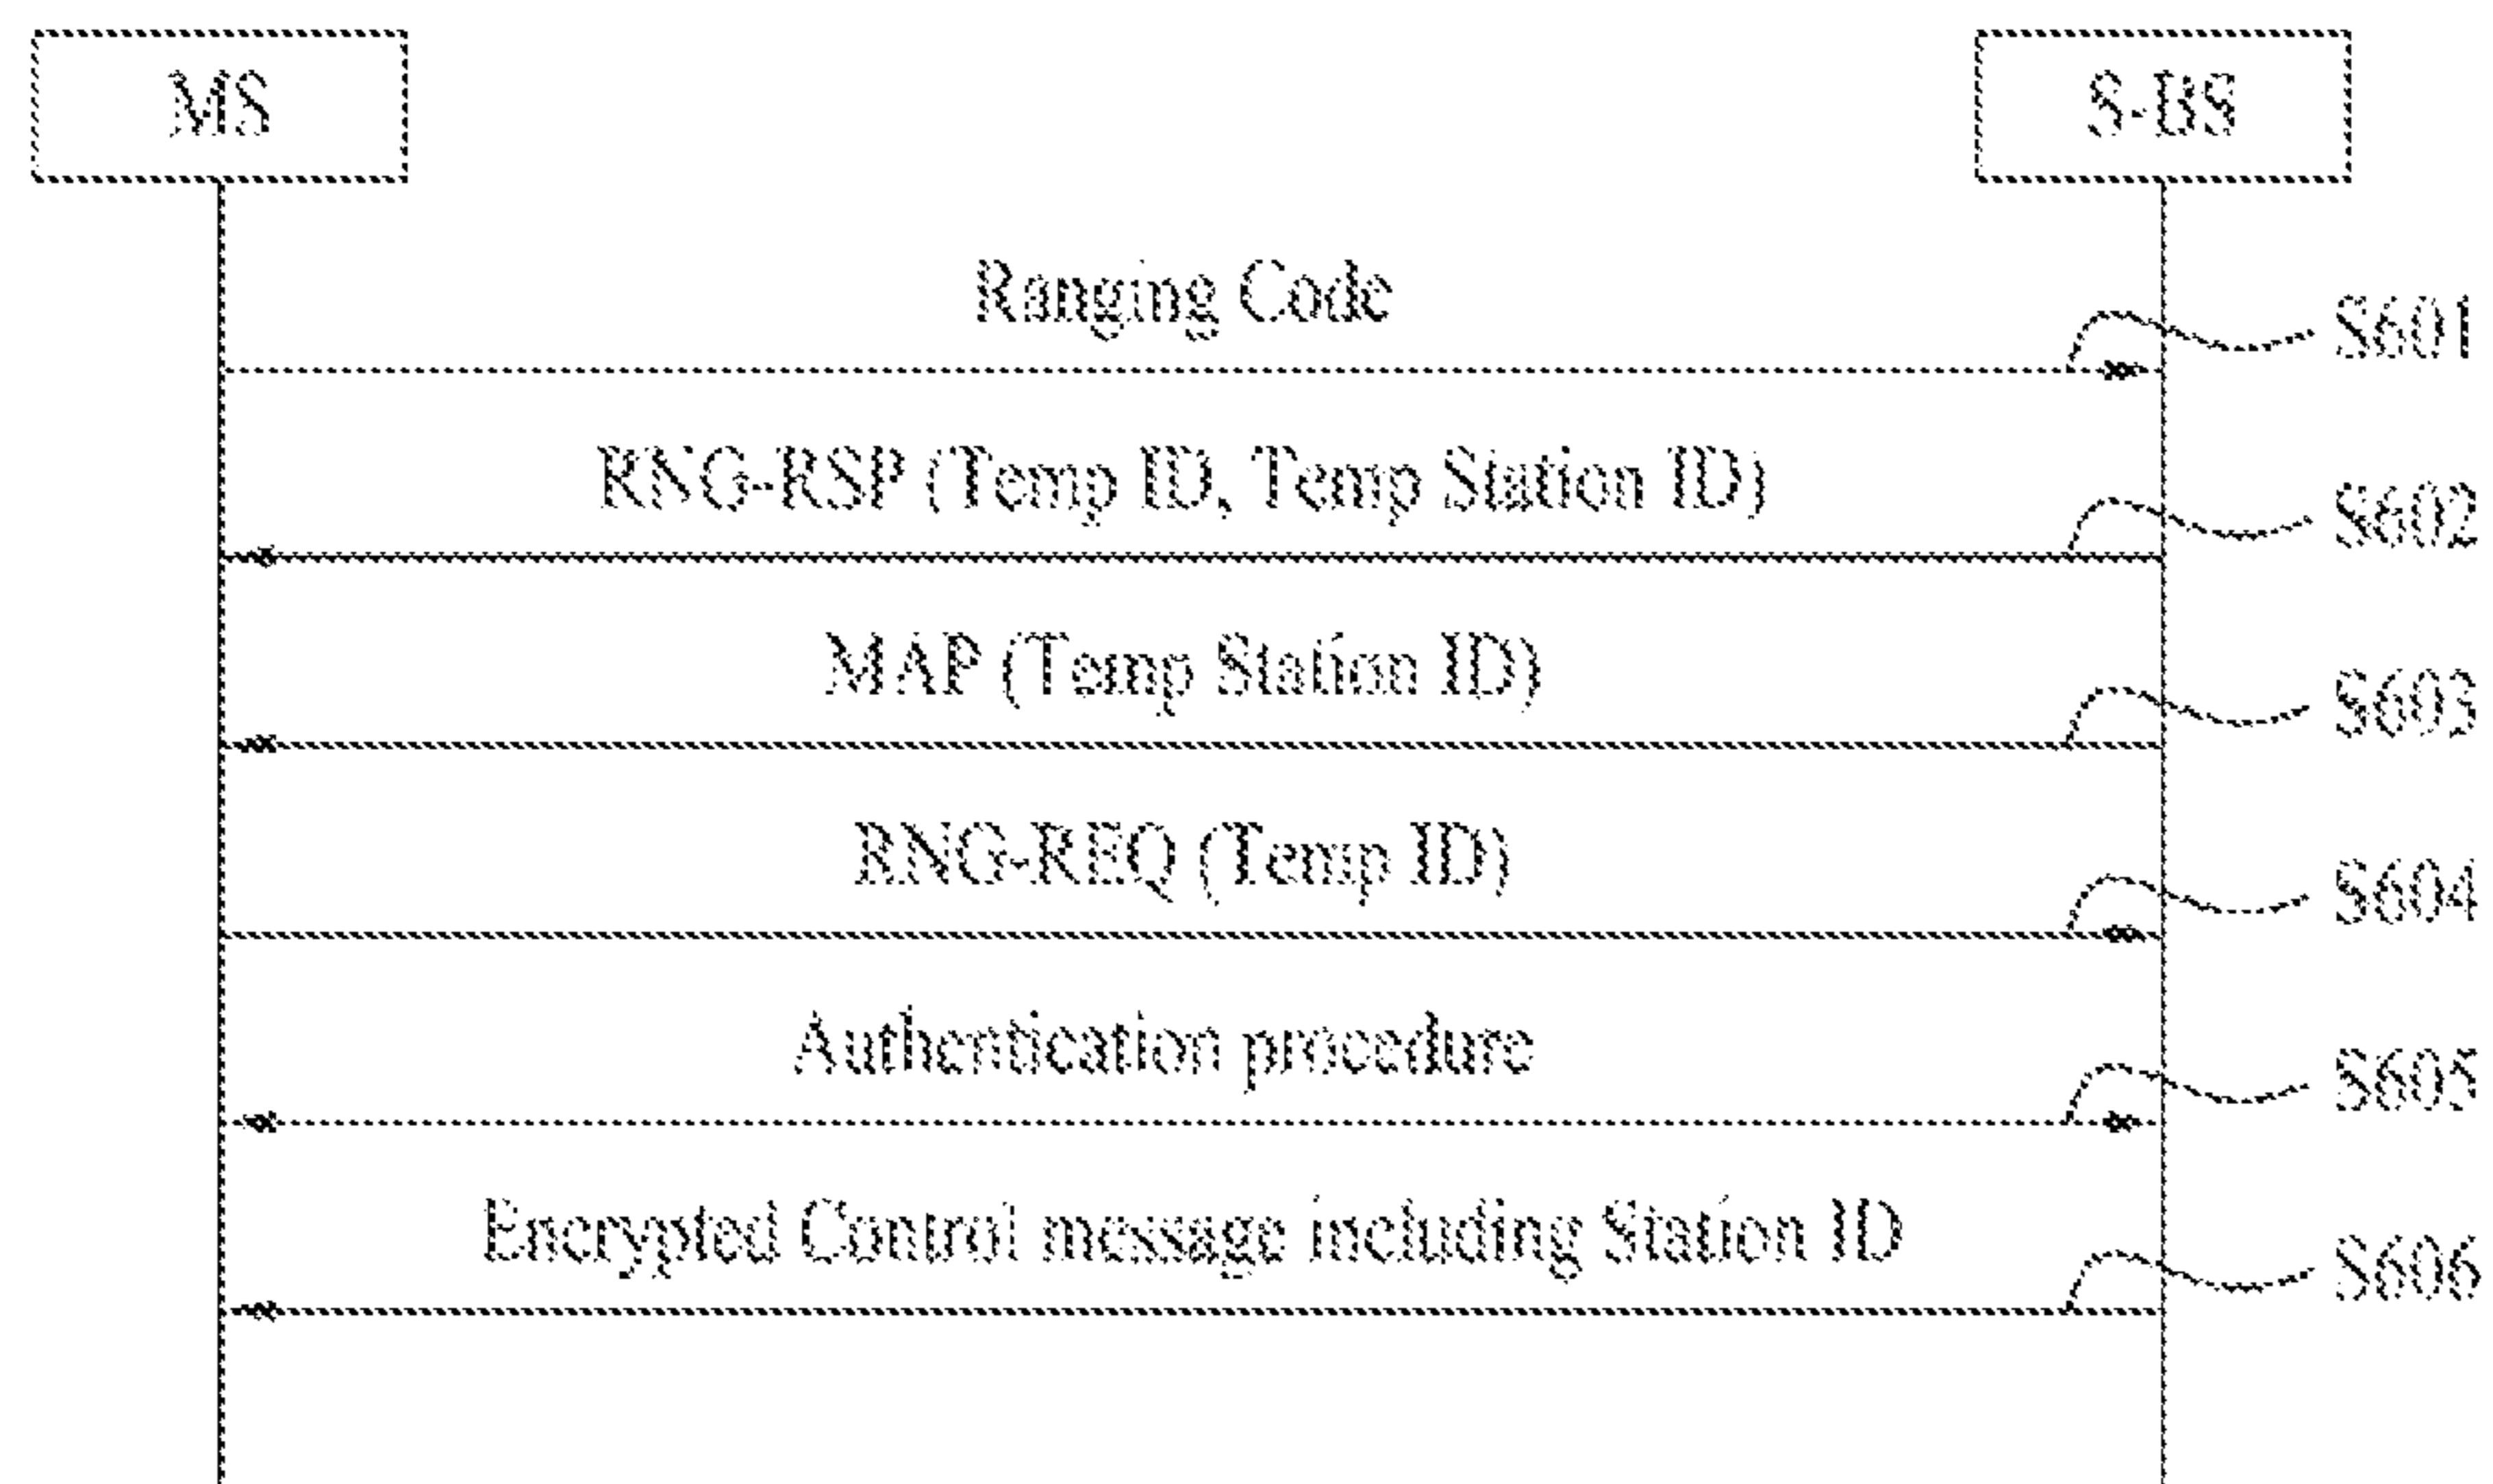 MS
S-BS
Ranging Code
S601
RNG-RSP (Temp ID, Temp Station ID)
S602
MAP (Temp Station ID)
S603
RNG-REQ (Temp ID)
S604
Authentication procedure
S605
Encrypted Control message including Station ID
S606